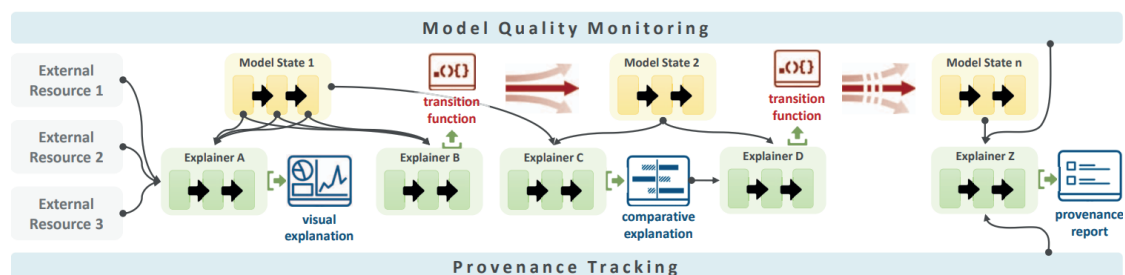 Model Quality Monitoring
External
Resource 1
External
Resource 2
External
Resource 3
Model State 1
.(){}
transition
function
Model State 2
.(){}
transition
function
Model State n
Explainer A
visual
explanation
Explainer B
Explainer C
comparative
explanation
Explainer D
Explainer Z
provenance
report
Provenance Tracking